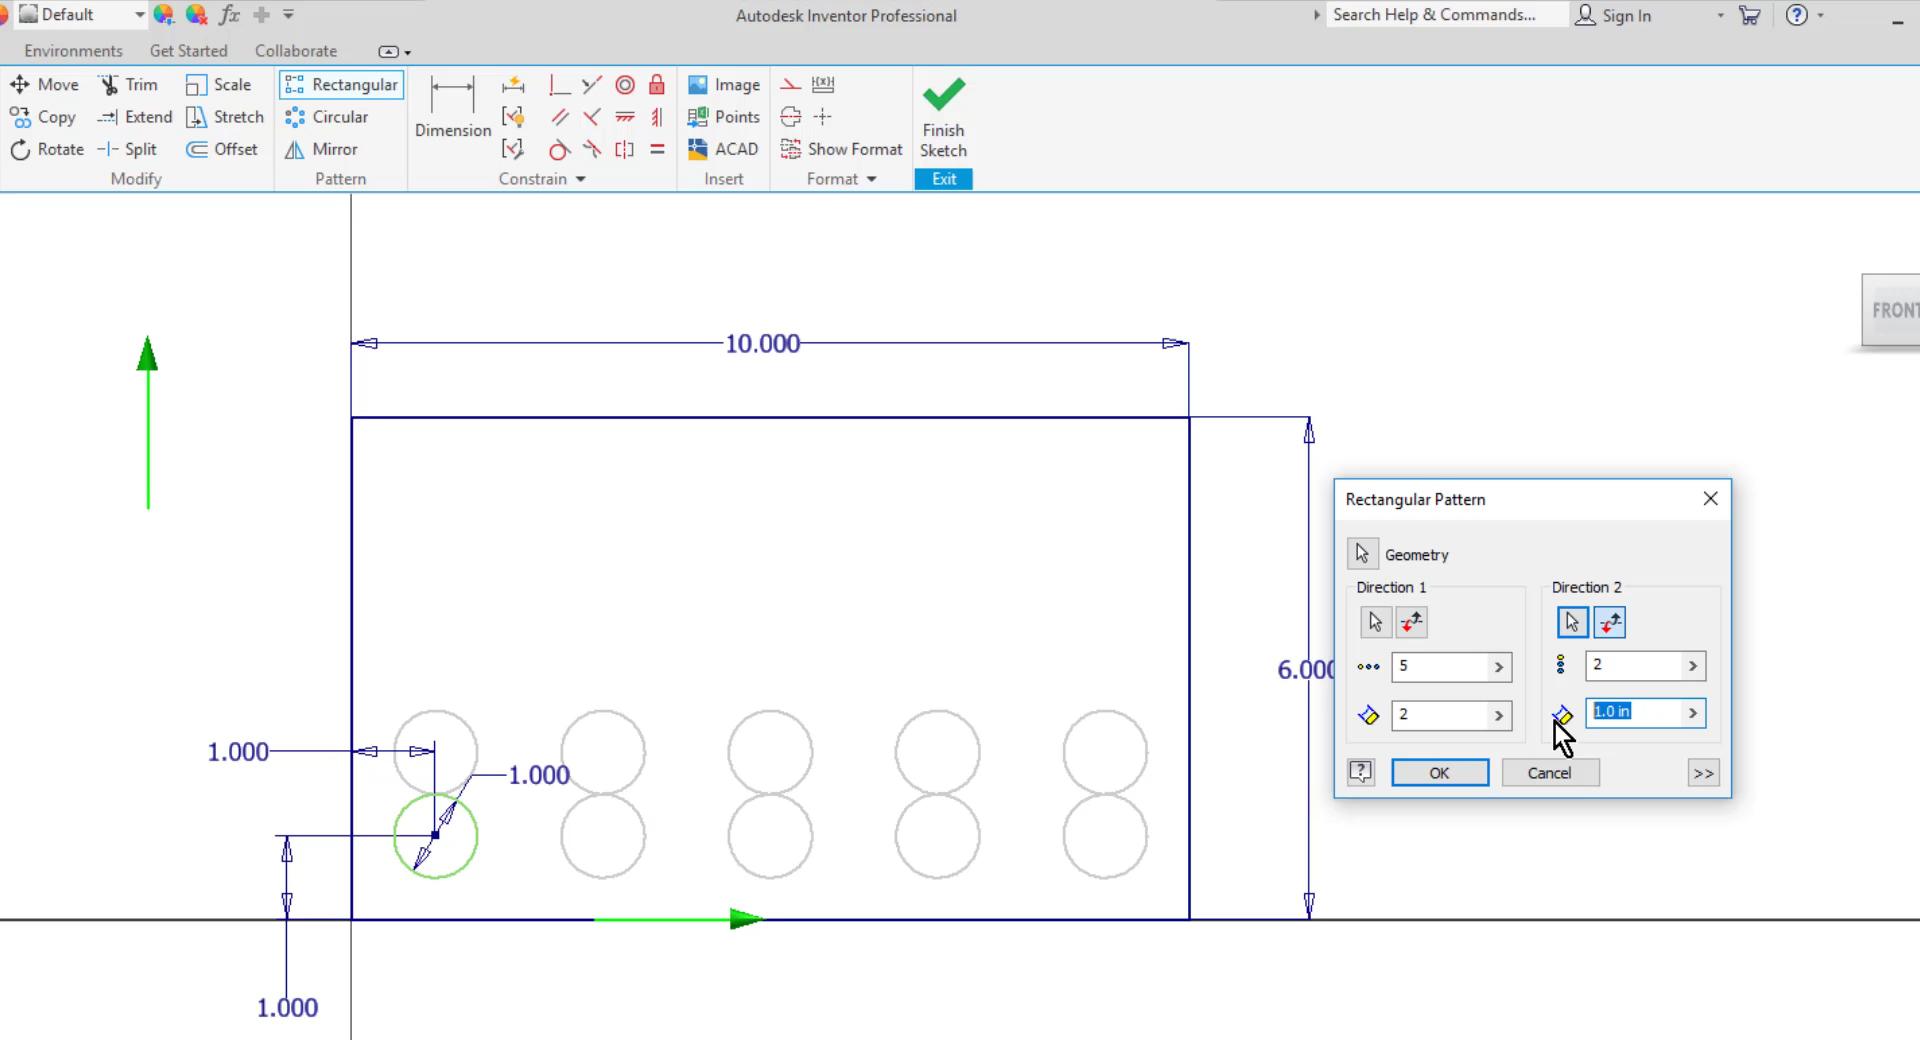 Default fx Autodesk Inventor Professional Search Help & Commands... Sign In
Environments Get Started Collaborate
Move Trim Scale Rectangular Image
Copy Extend Stretch Circular Dimension Points Finish Sketch
Rotate Split Offset Mirror ACAD Show Format
Modify Pattern Constrain Insert Format Exit
FRONT
10.000
Rectangular Pattern
Geometry
Direction 1 Direction 2
5 2
2 1.0 in
OK Cancel >>
6.000
1.000
1.000
1.000